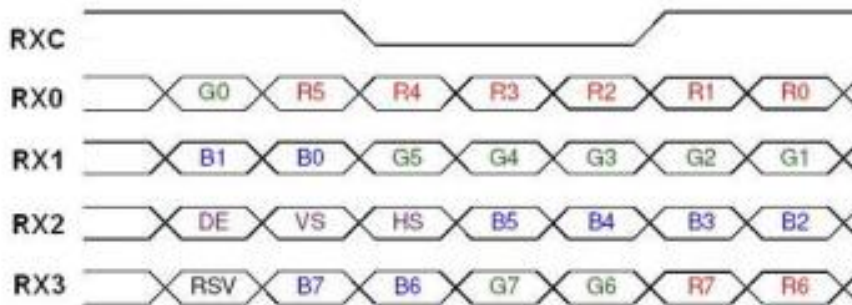 RXC
RX0 G0 R5 R4 R3 R2 R1 R0
RX1 B1 B0 G5 G4 G3 G2 G1
RX2 DE VS HS B5 B4 B3 B2
RX3 RSV B7 B6 G7 G6 R7 R6